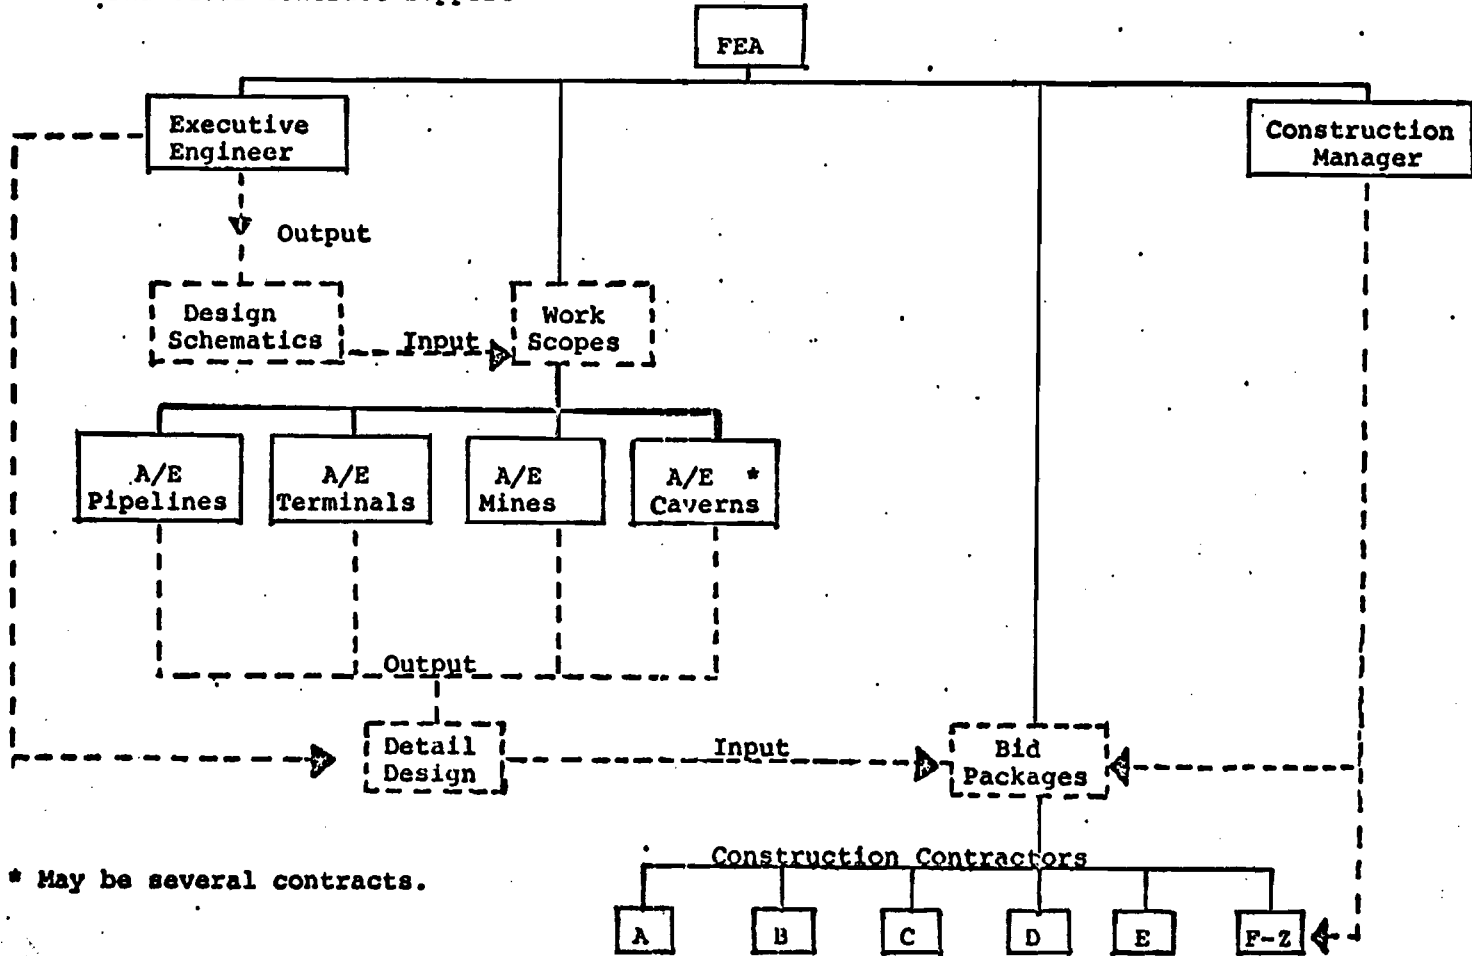 FEA
Executive
Engineer
Construction
Manager
Output
Design
Schematics
Input
Work
Scopes
A/E
Pipelines
A/E
Terminals
A/E
Mines
A/E *
Caverns
Output
Detail
Design
Input
Bid
Packages
Construction Contractors
* May be several contracts.
A
B
C
D
E
F-Z